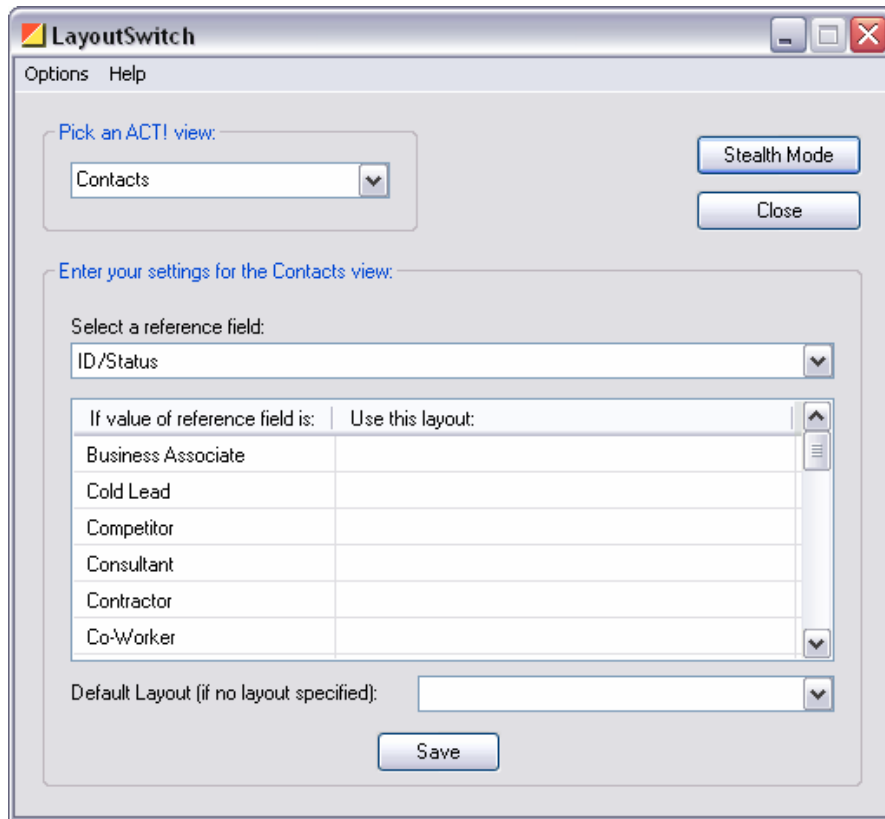 LayoutSwitch
Options Help
Pick an ACT! view:
Contacts
Stealth Mode
Close
Enter your settings for the Contacts view:
Select a reference field:
ID/Status
If value of reference field is: Use this layout:
Business Associate
Cold Lead
Competitor
Consultant
Contractor
Co-Worker
Default Layout (if no layout specified):
Save